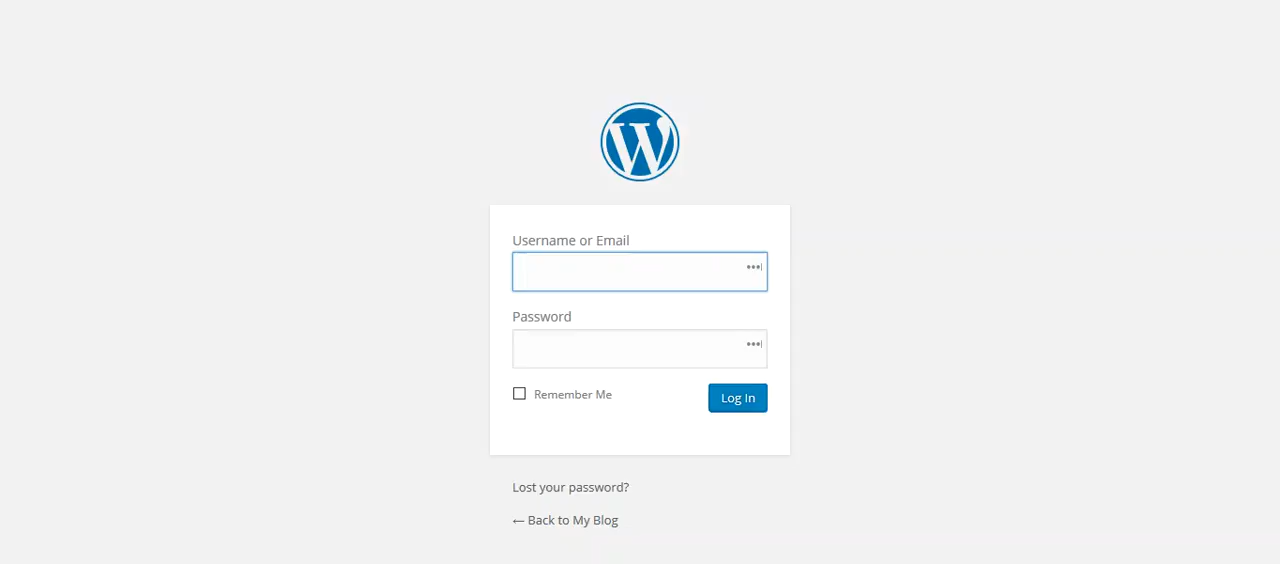 Username or Email
Password
Remember Me
Log In
Lost your password?
← Back to My Blog